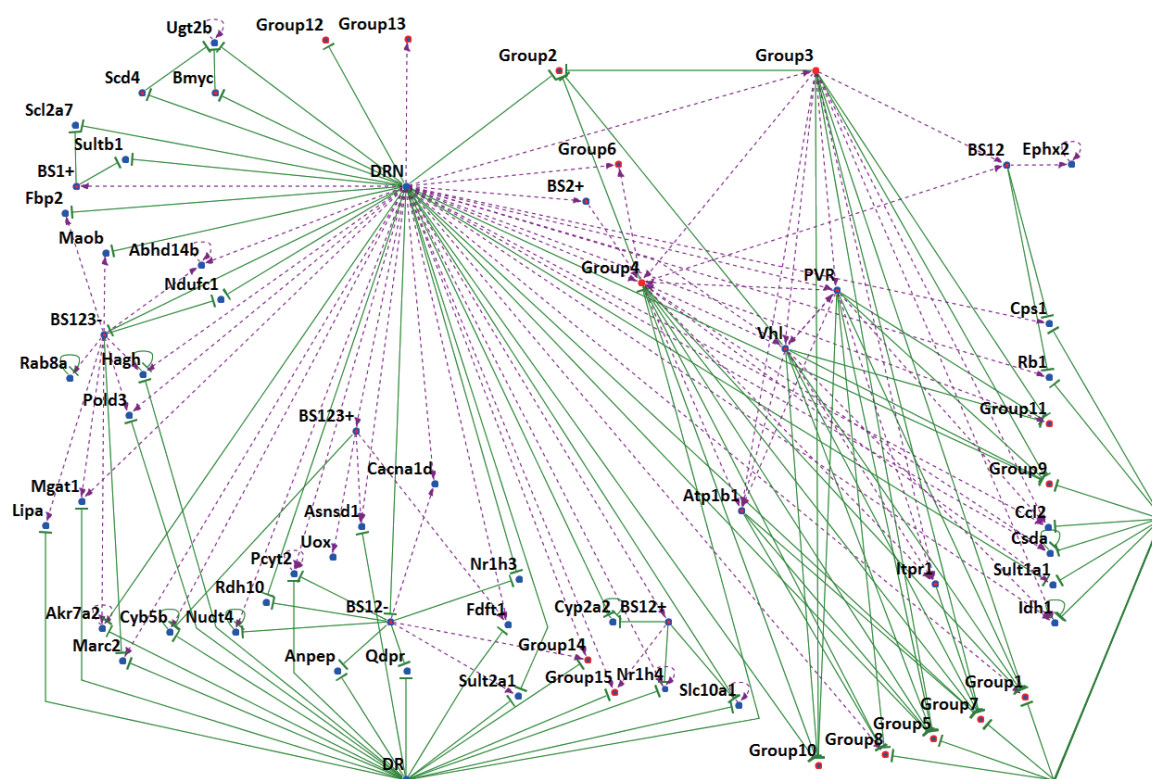 Ugt2b
Group12
Group13
Group2
Group3
Scd4
Bmyc
Scl2a7
Sultb1
Group6
BS12
Ephx2
BS1+
DRN
BS2+
Fbp2
Maob
Abhd14b
Group4
PVR
Ndufc1
Cps1
BS123-
Vhl
Rab8a
Hagh
Rb1
Pold3
Group11
BS123+
Cacna1d
Group9
Mgat1
Atp1b1
Lipa
Asnsd1
Ccl2
Uox
Csda
Pcyt2
Nr1h3
Itpr1
Sult1a1
Rdh10
BS12-
Fdft1
Cyp2a2
BS12+
Idh1
Akr7a2
Cyb5b
Nudt4
Marc2
Group14
Anpep
Qdpr
Sult2a1
Group15
Nr1h4
Slc10a1
Group1
Group7
Group5
Group8
Group10
DR